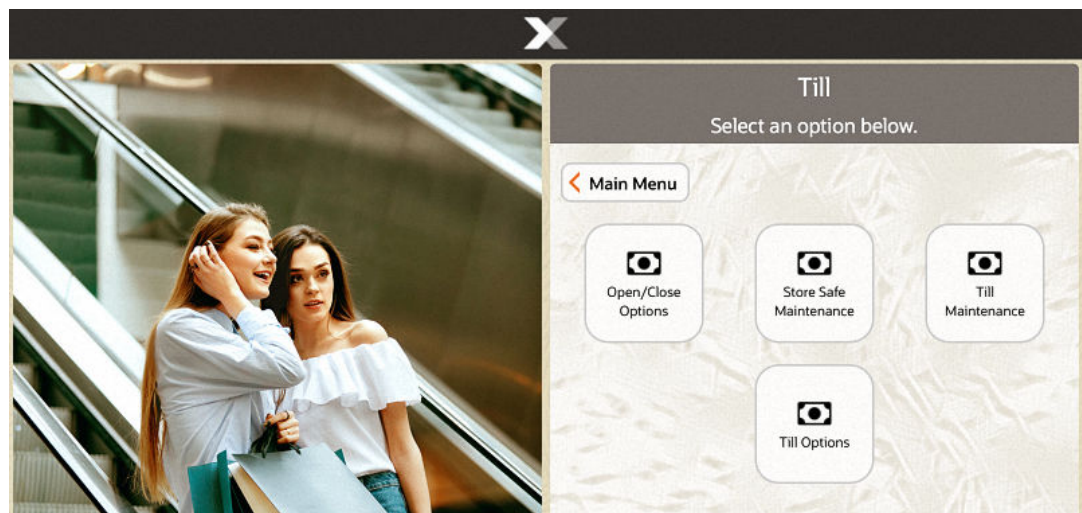 Till
Select an option below.
Main Menu
Open/Close
Options
Store Safe
Maintenance
Till
Maintenance
Till Options